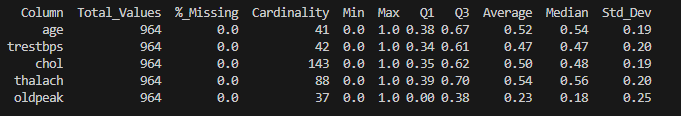 Column Total_Values %_Missing Cardinality Min Max Q1 Q3 Average Median Std_Dev
age 964 0.0 41 0.0 1.0 0.38 0.67 0.52 0.54 0.19
trestbps 964 0.0 42 0.0 1.0 0.34 0.61 0.47 0.47 0.20
chol 964 0.0 143 0.0 1.0 0.35 0.62 0.50 0.48 0.19
thalach 964 0.0 88 0.0 1.0 0.39 0.70 0.54 0.56 0.20
oldpeak 964 0.0 37 0.0 1.0 0.00 0.38 0.23 0.18 0.25